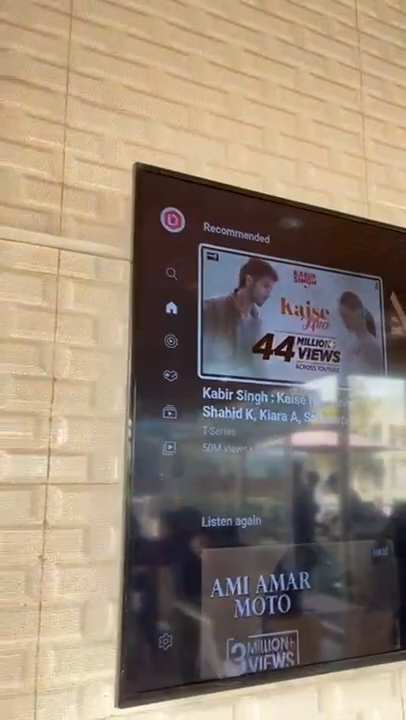 Recommended
KABIR
SINGH
Kaise
Hua
44 MILLION+
VIEWS
ACROSS YOUTUBE
Kabir Singh : Kaise
Shahid K, Kiara A,
T-Series
50M views
Listen again
AMI AMAR
MOTO
3 MILLION+
VIEWS